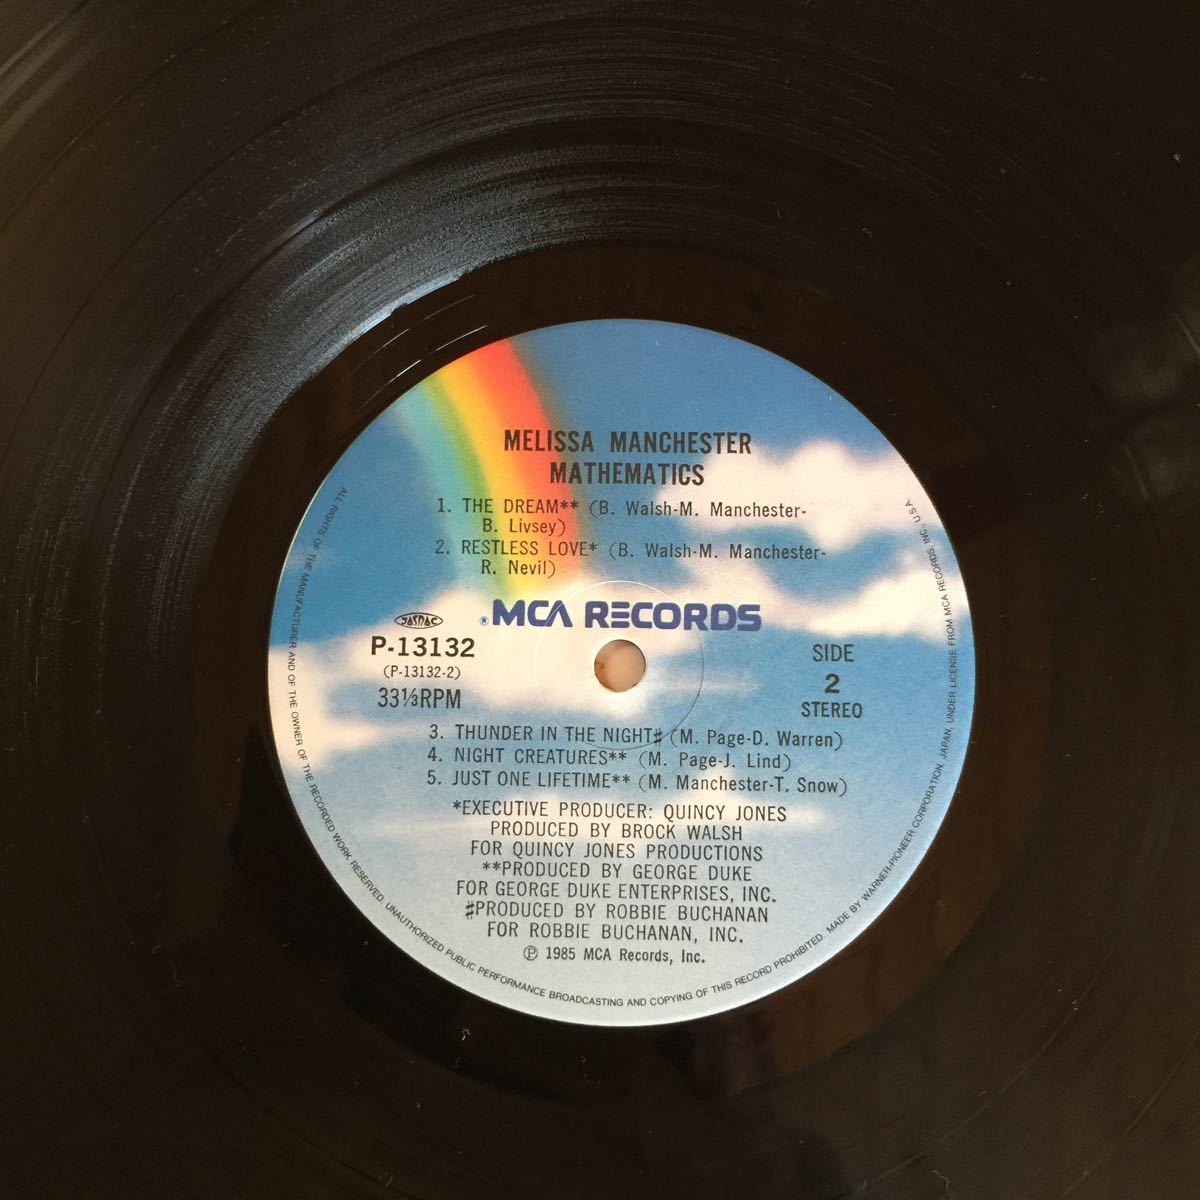 MELISSA MANCHESTER
MATHEMATICS
1. THE DREAM** (B. Walsh-M. Manchester-
B. Livsey)
2. RESTLESS LOVE* (B. Walsh-M. Manchester-
R. Nevil)
®MCA RECORDS
JASRAC
P-13132
(P-13132-2)
33⅓RPM
SIDE
2
STEREO
3. THUNDER IN THE NIGHT♯ (M. Page-D. Warren)
4. NIGHT CREATURES** (M. Page-J. Lind)
5. JUST ONE LIFETIME** (M. Manchester-T. Snow)
*EXECUTIVE PRODUCER: QUINCY JONES
PRODUCED BY BROCK WALSH
FOR QUINCY JONES PRODUCTIONS
**PRODUCED BY GEORGE DUKE
FOR GEORGE DUKE ENTERPRISES, INC.
♯PRODUCED BY ROBBIE BUCHANAN
FOR ROBBIE BUCHANAN, INC.
℗ 1985 MCA Records, Inc.
ALL RIGHTS OF THE MANUFACTURER AND OF THE OWNER OF THE RECORDED WORK RESERVED. UNAUTHORIZED PUBLIC PERFORMANCE BROADCASTING AND COPYING OF THIS RECORD PROHIBITED. MADE BY WARNER-PIONEER CORPORATION, JAPAN, UNDER LICENSE FROM MCA RECORDS, INC., U.S.A.